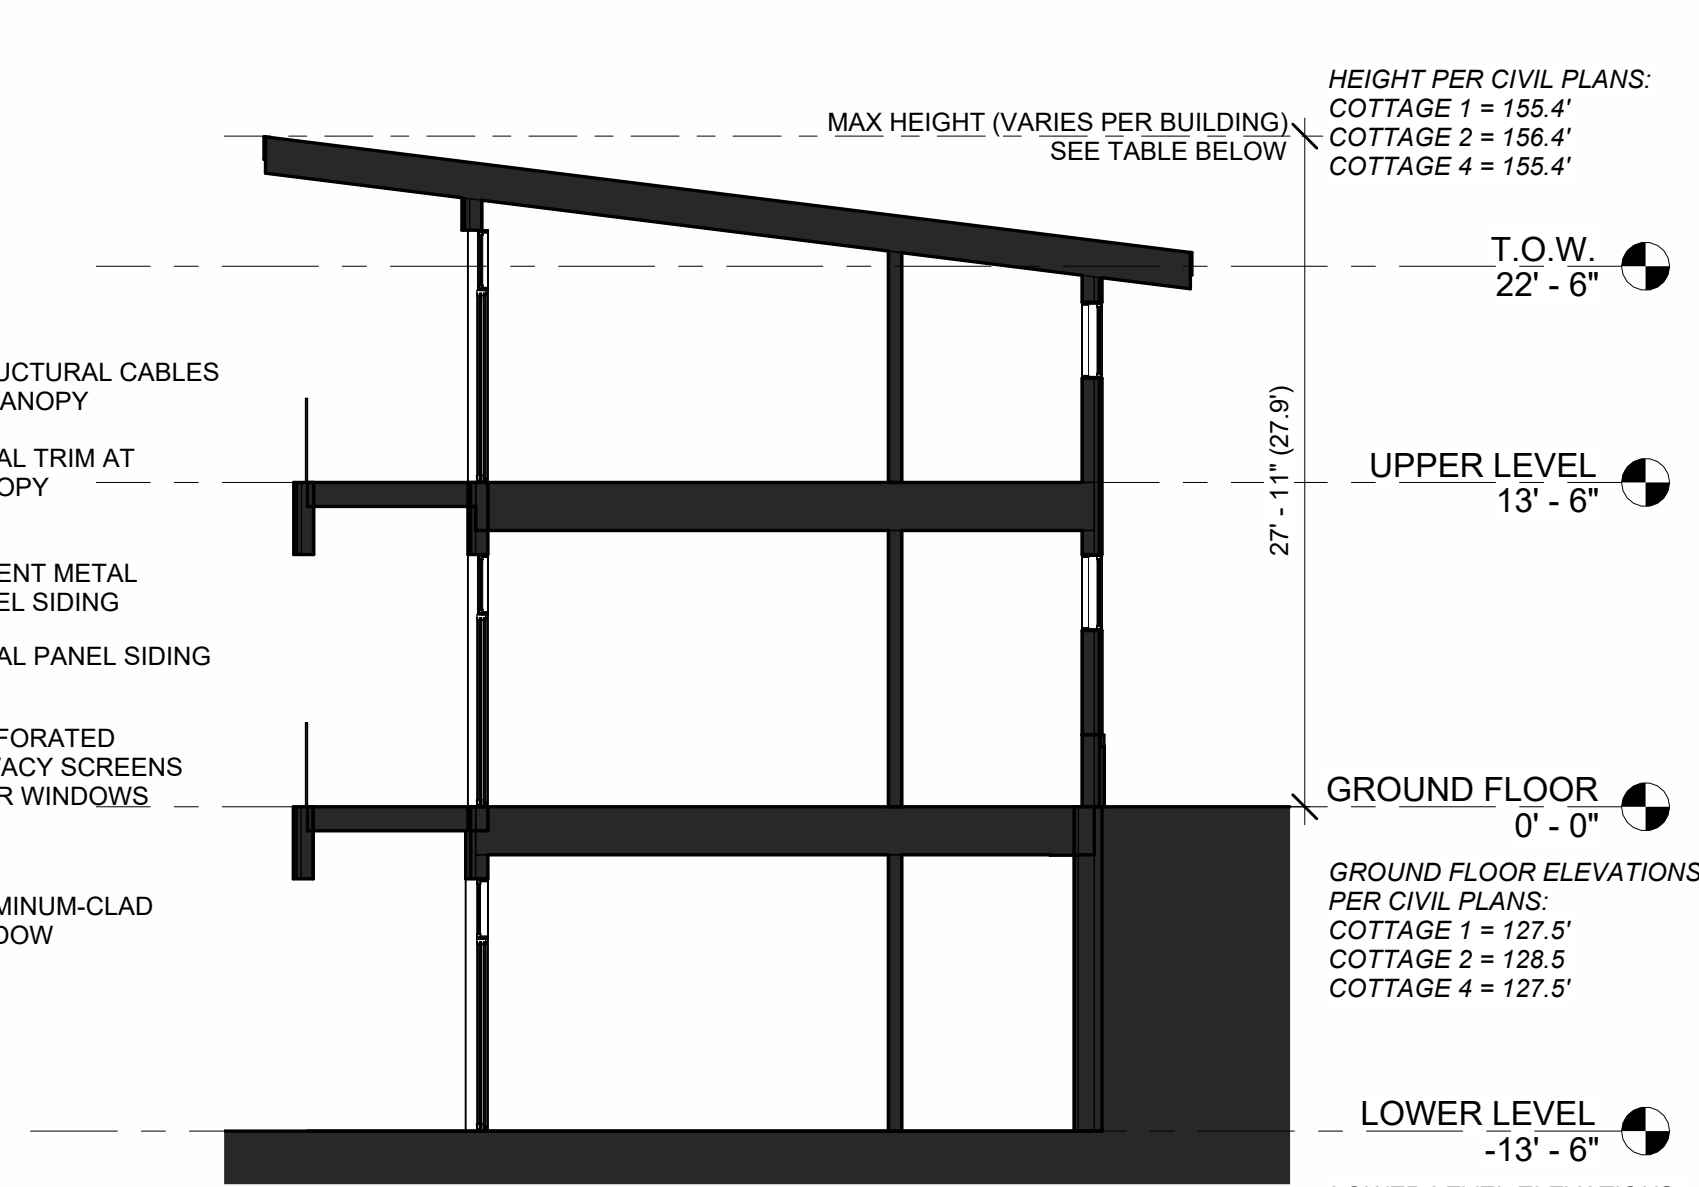 HEIGHT PER CIVIL PLANS:
COTTAGE 1 = 155.4'
COTTAGE 2 = 156.4'
COTTAGE 4 = 155.4'
MAX HEIGHT (VARIES PER BUILDING)
SEE TABLE BELOW
T.O.W.
22' - 6"
UCTURAL CABLES
ANOPY
AL TRIM AT
OPY
27' - 11" (27.9')
UPPER LEVEL
13' - 6"
ENT METAL
EL SIDING
AL PANEL SIDING
FORATED
VACY SCREENS
R WINDOWS
GROUND FLOOR
0' - 0"
GROUND FLOOR ELEVATIONS
PER CIVIL PLANS:
COTTAGE 1 = 127.5'
COTTAGE 2 = 128.5
COTTAGE 4 = 127.5'
MINUM-CLAD
DOW
LOWER LEVEL
-13' - 6"